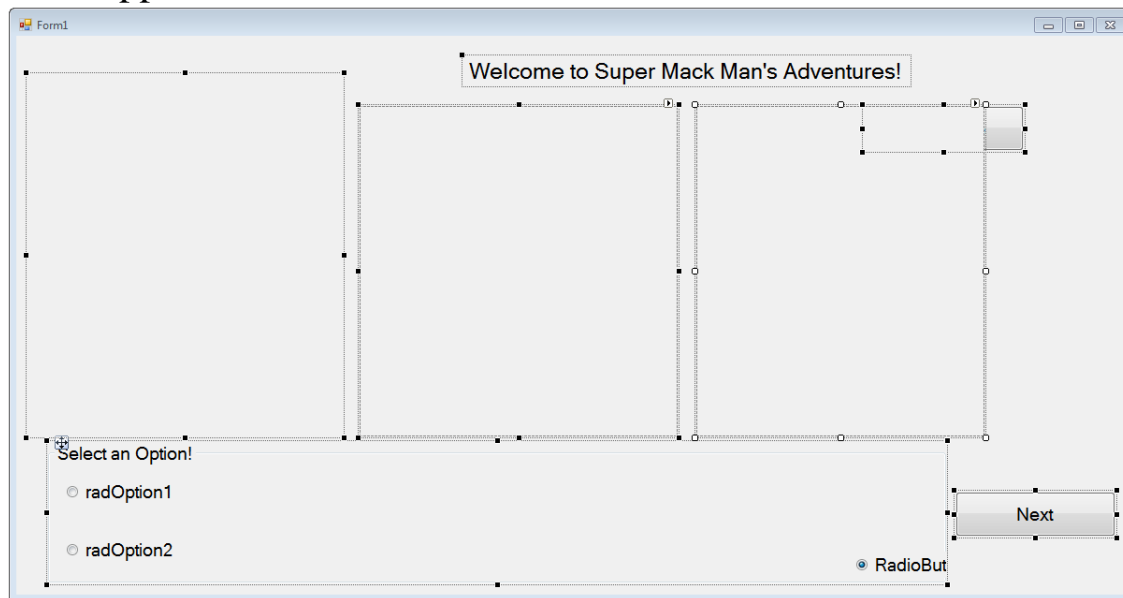 Form1
Welcome to Super Mack Man's Adventures!
Select an Option!
radOption1
radOption2
RadioBut
Next